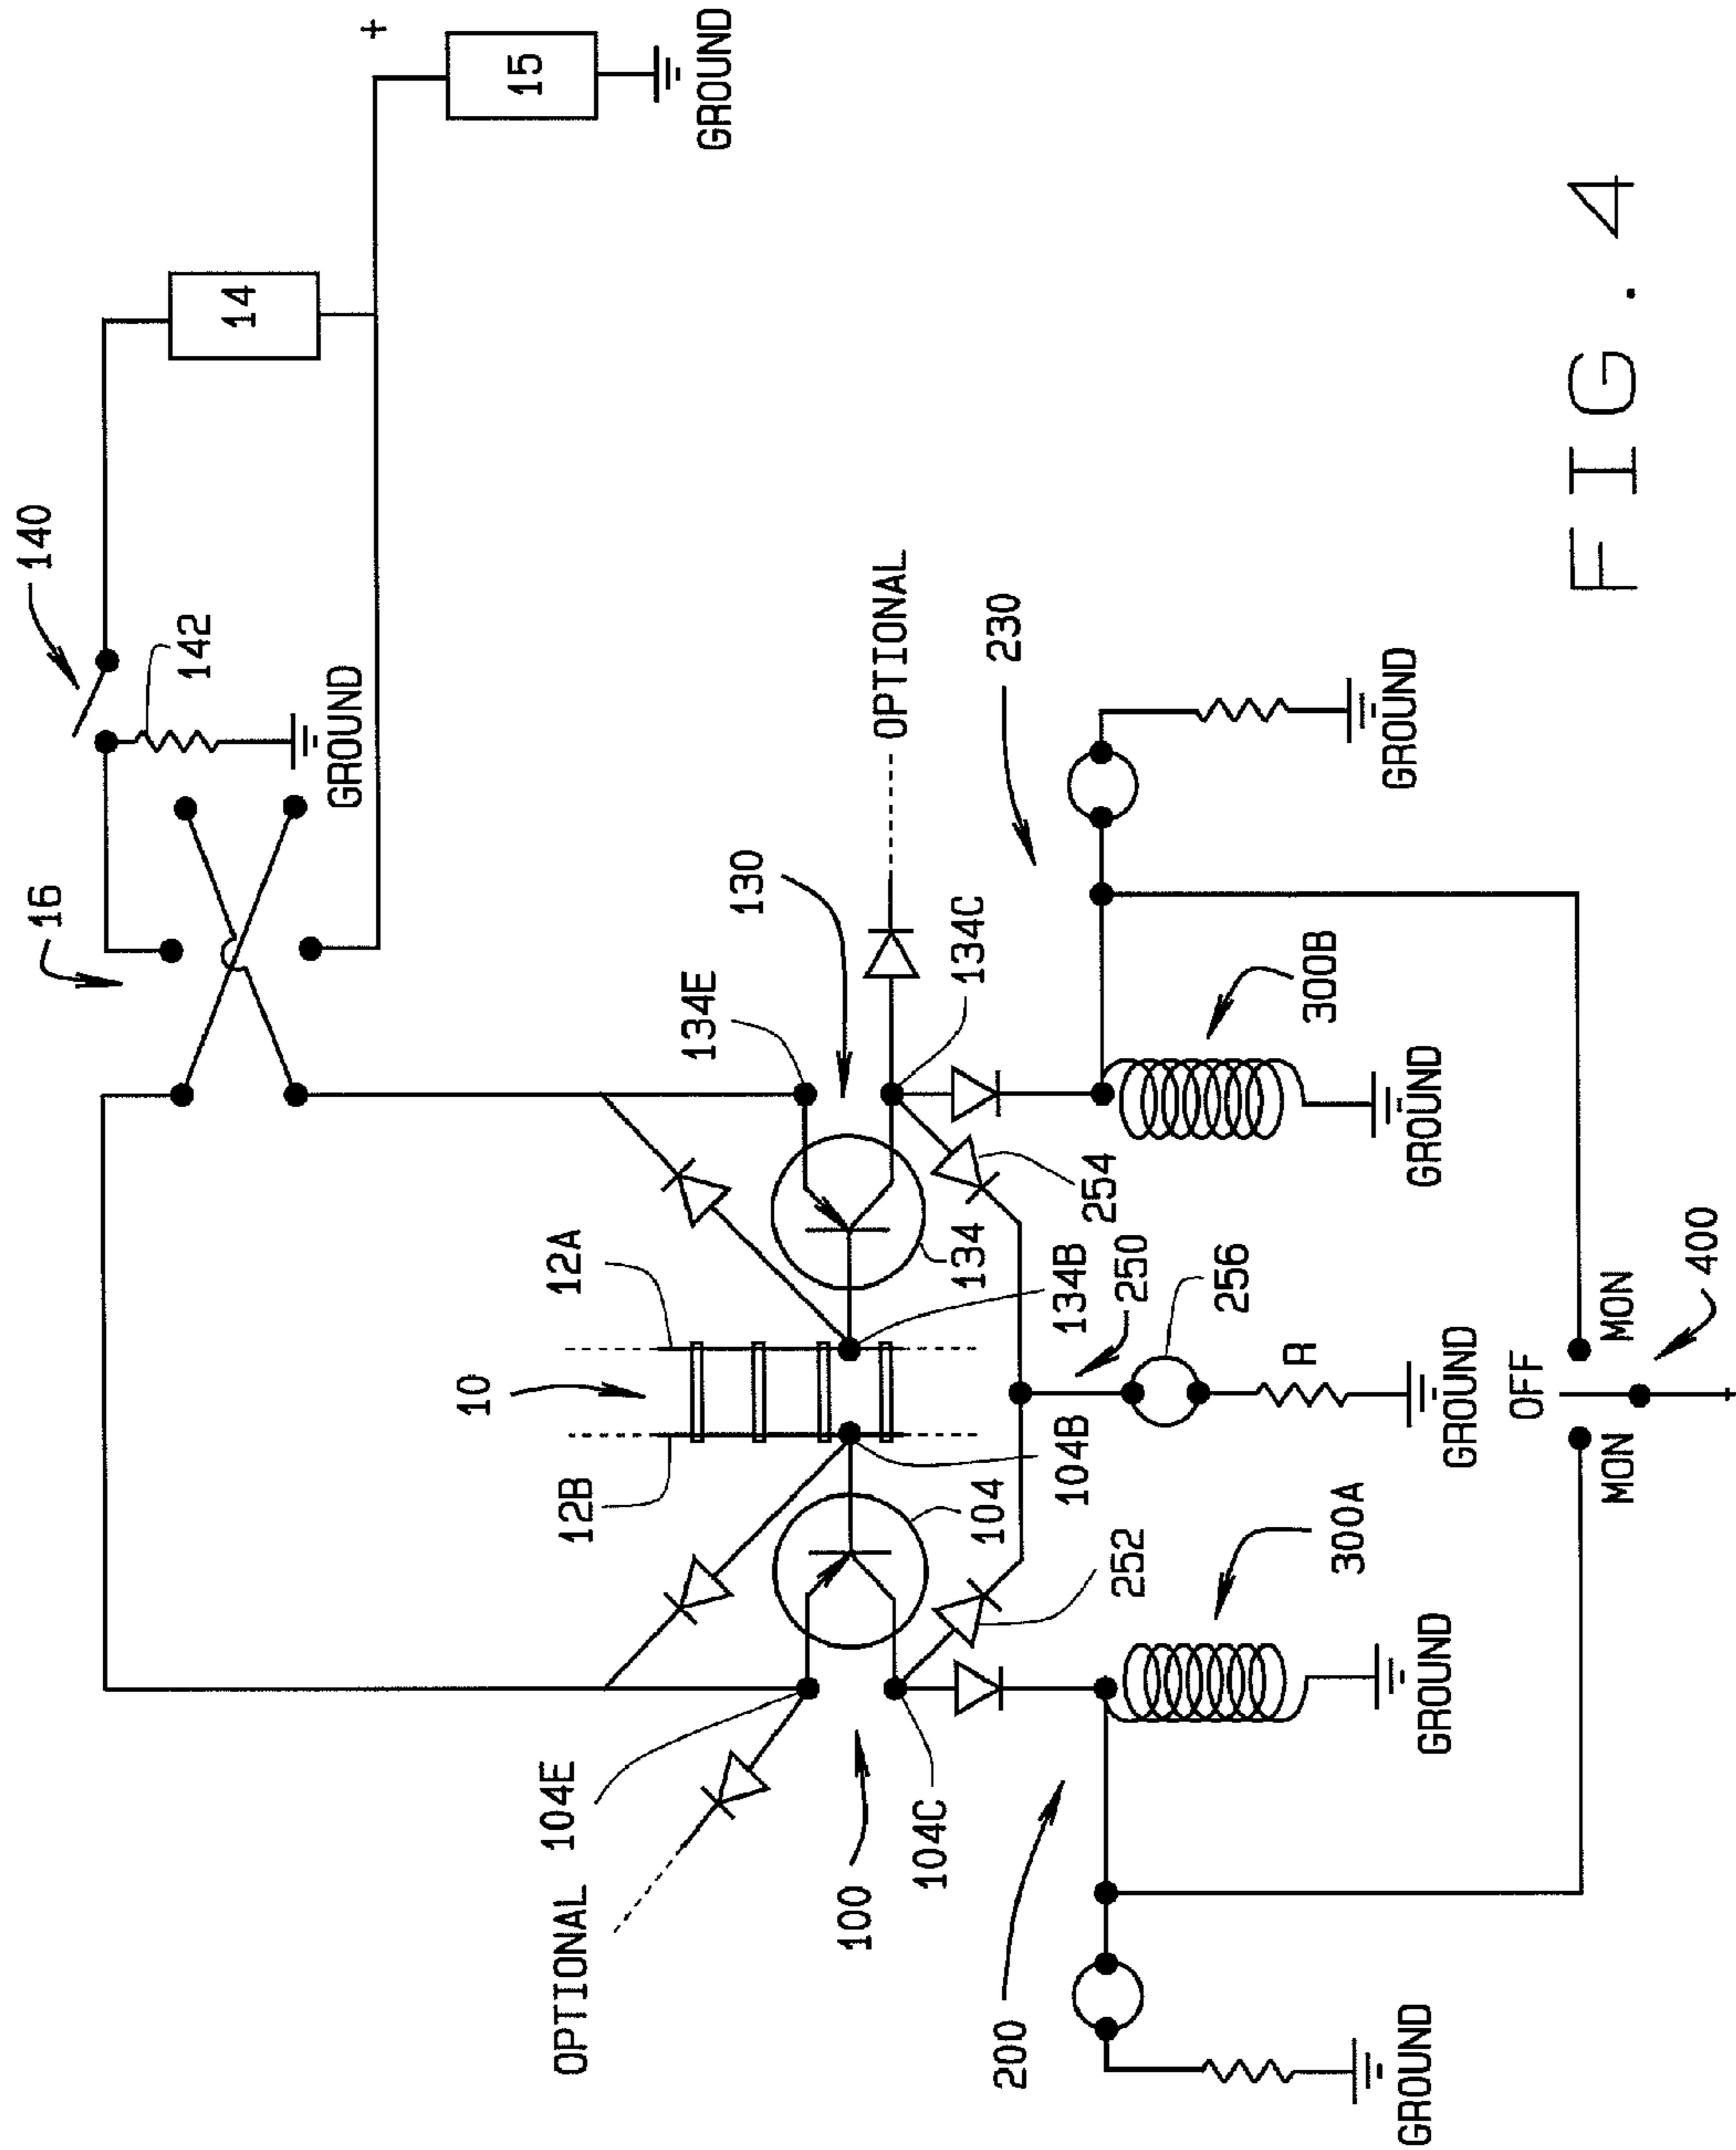 140
142
GROUND
14
+
15
GROUND
16
12B
10
12A
134E
130
OPTIONAL
OPTIONAL
104E
100
104C
104
104B
134B
134
134C
252
250
254
230
200
300A
256
R
GROUND
300B
GROUND
GROUND
GROUND
GROUND
OFF
MON
MON
400
+
FIG. 4